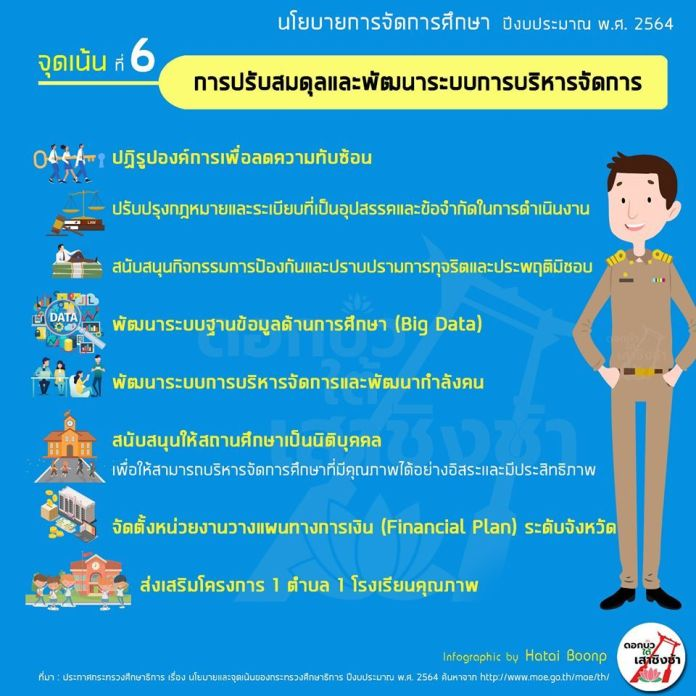 นโยบายการจัดการศึกษา ปีงบประมาณ พ.ศ. 2564
จุดเน้น ที่ 6
การปรับสมดุลและพัฒนาระบบการบริหารจัดการ
ปฏิรูปองค์การเพื่อลดความทับซ้อน
ปรับปรุงกฎหมายและระเบียบที่เป็นอุปสรรคและข้อจำกัดในการดำเนินงาน
LAW
สนับสนุนกิจกรรมการป้องกันและปราบปรามการทุจริตและประพฤติมิชอบ
DATA
พัฒนาระบบฐานข้อมูลด้านการศึกษา (Big Data)
พัฒนาระบบการบริหารจัดการและพัฒนากำลังคน
สนับสนุนให้สถานศึกษาเป็นนิติบุคคล
เพื่อให้สามารถบริหารจัดการศึกษาที่มีคุณภาพได้อย่างอิสระและมีประสิทธิภาพ
จัดตั้งหน่วยงานวางแผนทางการเงิน (Financial Plan) ระดับจังหวัด
ส่งเสริมโครงการ 1 ตำบล 1 โรงเรียนคุณภาพ
ดอกบัว
ใต้
เสาชิงช้า
Infographic by Hatai Boonp
ดอกบัว
ใต้
เสาชิงช้า
ที่มา : ประกาศกระทรวงศึกษาธิการ เรื่อง นโยบายและจุดเน้นของกระทรวงศึกษาธิการ ปีงบประมาณ พ.ศ. 2564 ค้นหาจาก http://www.moe.go.th/moe/th/